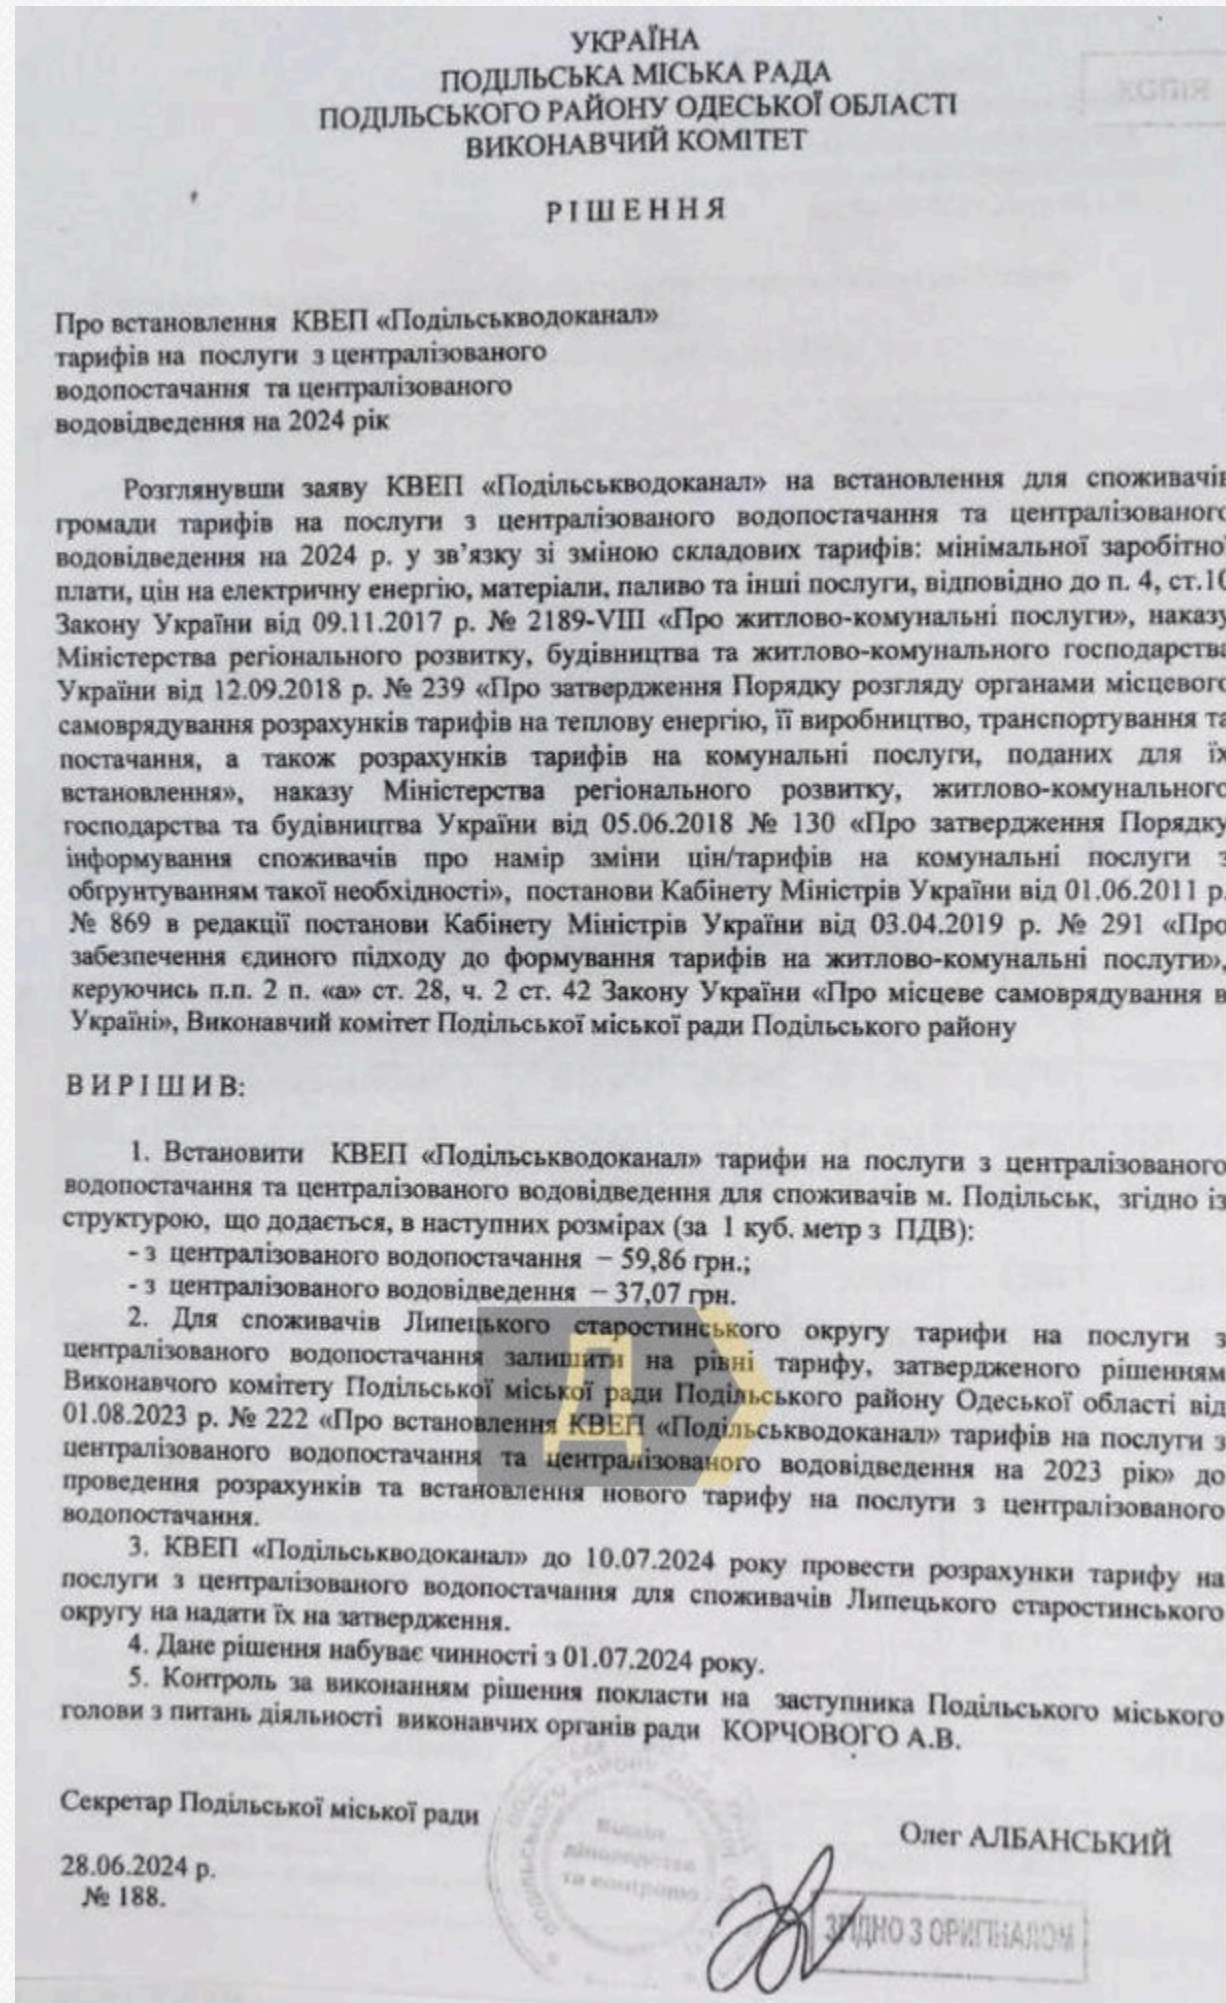 УКРАЇНА
ПОДІЛЬСЬКА МІСЬКА РАДА
ПОДІЛЬСЬКОГО РАЙОНУ ОДЕСЬКОЇ ОБЛАСТІ
ВИКОНАВЧИЙ КОМІТЕТ
КОПІЯ
Р І Ш Е Н Н Я
Про встановлення КВЕП «Подільськводоканал»
тарифів на послуги з централізованого
водопостачання та централізованого
водовідведення на 2024 рік
Розглянувши заяву КВЕП «Подільськводоканал» на встановлення для споживачів
громади тарифів на послуги з централізованого водопостачання та централізованого
водовідведення на 2024 р. у зв’язку зі зміною складових тарифів: мінімальної заробітної
плати, цін на електричну енергію, матеріали, паливо та інші послуги, відповідно до п. 4, ст.10
Закону України від 09.11.2017 р. № 2189-VIII «Про житлово-комунальні послуги», наказу
Міністерства регіонального розвитку, будівництва та житлово-комунального господарства
України від 12.09.2018 р. № 239 «Про затвердження Порядку розгляду органами місцевого
самоврядування розрахунків тарифів на теплову енергію, її виробництво, транспортування та
постачання, а також розрахунків тарифів на комунальні послуги, поданих для їх
встановлення», наказу Міністерства регіонального розвитку, житлово-комунального
господарства та будівництва України від 05.06.2018 № 130 «Про затвердження Порядку
інформування споживачів про намір зміни цін/тарифів на комунальні послуги з
обґрунтуванням такої необхідності», постанови Кабінету Міністрів України від 01.06.2011 р.
№ 869 в редакції постанови Кабінету Міністрів України від 03.04.2019 р. № 291 «Про
забезпечення єдиного підходу до формування тарифів на житлово-комунальні послуги»,
керуючись п.п. 2 п. «а» ст. 28, ч. 2 ст. 42 Закону України «Про місцеве самоврядування в
Україні», Виконавчий комітет Подільської міської ради Подільського району
В И Р І Ш И В:
1. Встановити КВЕП «Подільськводоканал» тарифи на послуги з централізованого
водопостачання та централізованого водовідведення для споживачів м. Подільськ, згідно із
структурою, що додається, в наступних розмірах (за 1 куб. метр з ПДВ):
- з централізованого водопостачання – 59,86 грн.;
- з централізованого водовідведення – 37,07 грн.
2. Для споживачів Липецького старостинського округу тарифи на послуги з
централізованого водопостачання залишити на рівні тарифу, затвердженого рішенням
Виконавчого комітету Подільської міської ради Подільського району Одеської області від
01.08.2023 р. № 222 «Про встановлення КВЕП «Подільськводоканал» тарифів на послуги з
централізованого водопостачання та централізованого водовідведення на 2023 рік» до
проведення розрахунків та встановлення нового тарифу на послуги з централізованого
водопостачання.
3. КВЕП «Подільськводоканал» до 10.07.2024 року провести розрахунки тарифу на
послуги з централізованого водопостачання для споживачів Липецького старостинського
округу на надати їх на затвердження.
4. Дане рішення набуває чинності з 01.07.2024 року.
5. Контроль за виконанням рішення покласти на заступника Подільського міського
голови з питань діяльності виконавчих органів ради КОРЧОВОГО А.В.
Секретар Подільської міської ради
Олег АЛБАНСЬКИЙ
28.06.2024 р.
№ 188.
Відділ
діловодства
та контролю
ЗГІДНО З ОРИГІНАЛОМ
Д